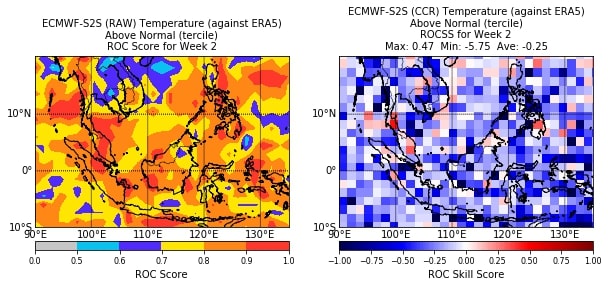 ECMWF-S2S (RAW) Temperature (against ERA5)
Above Normal (tercile)
ROC Score for Week 2
10°N
0°
10°S
90°E 100°E 110°E 120°E 130°E
0.0 0.5 0.6 0.7 0.8 0.9 1.0
ROC Score
ECMWF-S2S (CCR) Temperature (against ERA5)
Above Normal (tercile)
ROCSS for Week 2
Max: 0.47 Min: -5.75 Ave: -0.25
10°N
0°
10°S
90°E 100°E 110°E 120°E 130°E
−1.00 −0.75 −0.50 −0.25 0.00 0.25 0.50 0.75 1.00
ROC Skill Score